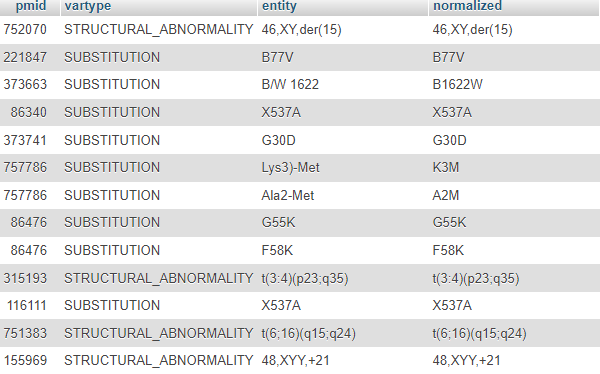 pmid vartype entity normalized
752070 STRUCTURAL_ABNORMALITY 46,XY,der(15) 46,XY,der(15)
221847 SUBSTITUTION B77V B77V
373663 SUBSTITUTION B/W 1622 B1622W
86340 SUBSTITUTION X537A X537A
373741 SUBSTITUTION G30D G30D
757786 SUBSTITUTION Lys3)-Met K3M
757786 SUBSTITUTION Ala2-Met A2M
86476 SUBSTITUTION G55K G55K
86476 SUBSTITUTION F58K F58K
315193 STRUCTURAL_ABNORMALITY t(3:4)(p23;q35) t(3:4)(p23;q35)
116111 SUBSTITUTION X537A X537A
751383 STRUCTURAL_ABNORMALITY t(6;16)(q15;q24) t(6;16)(q15;q24)
155969 STRUCTURAL_ABNORMALITY 48,XYY,+21 48,XYY,+21